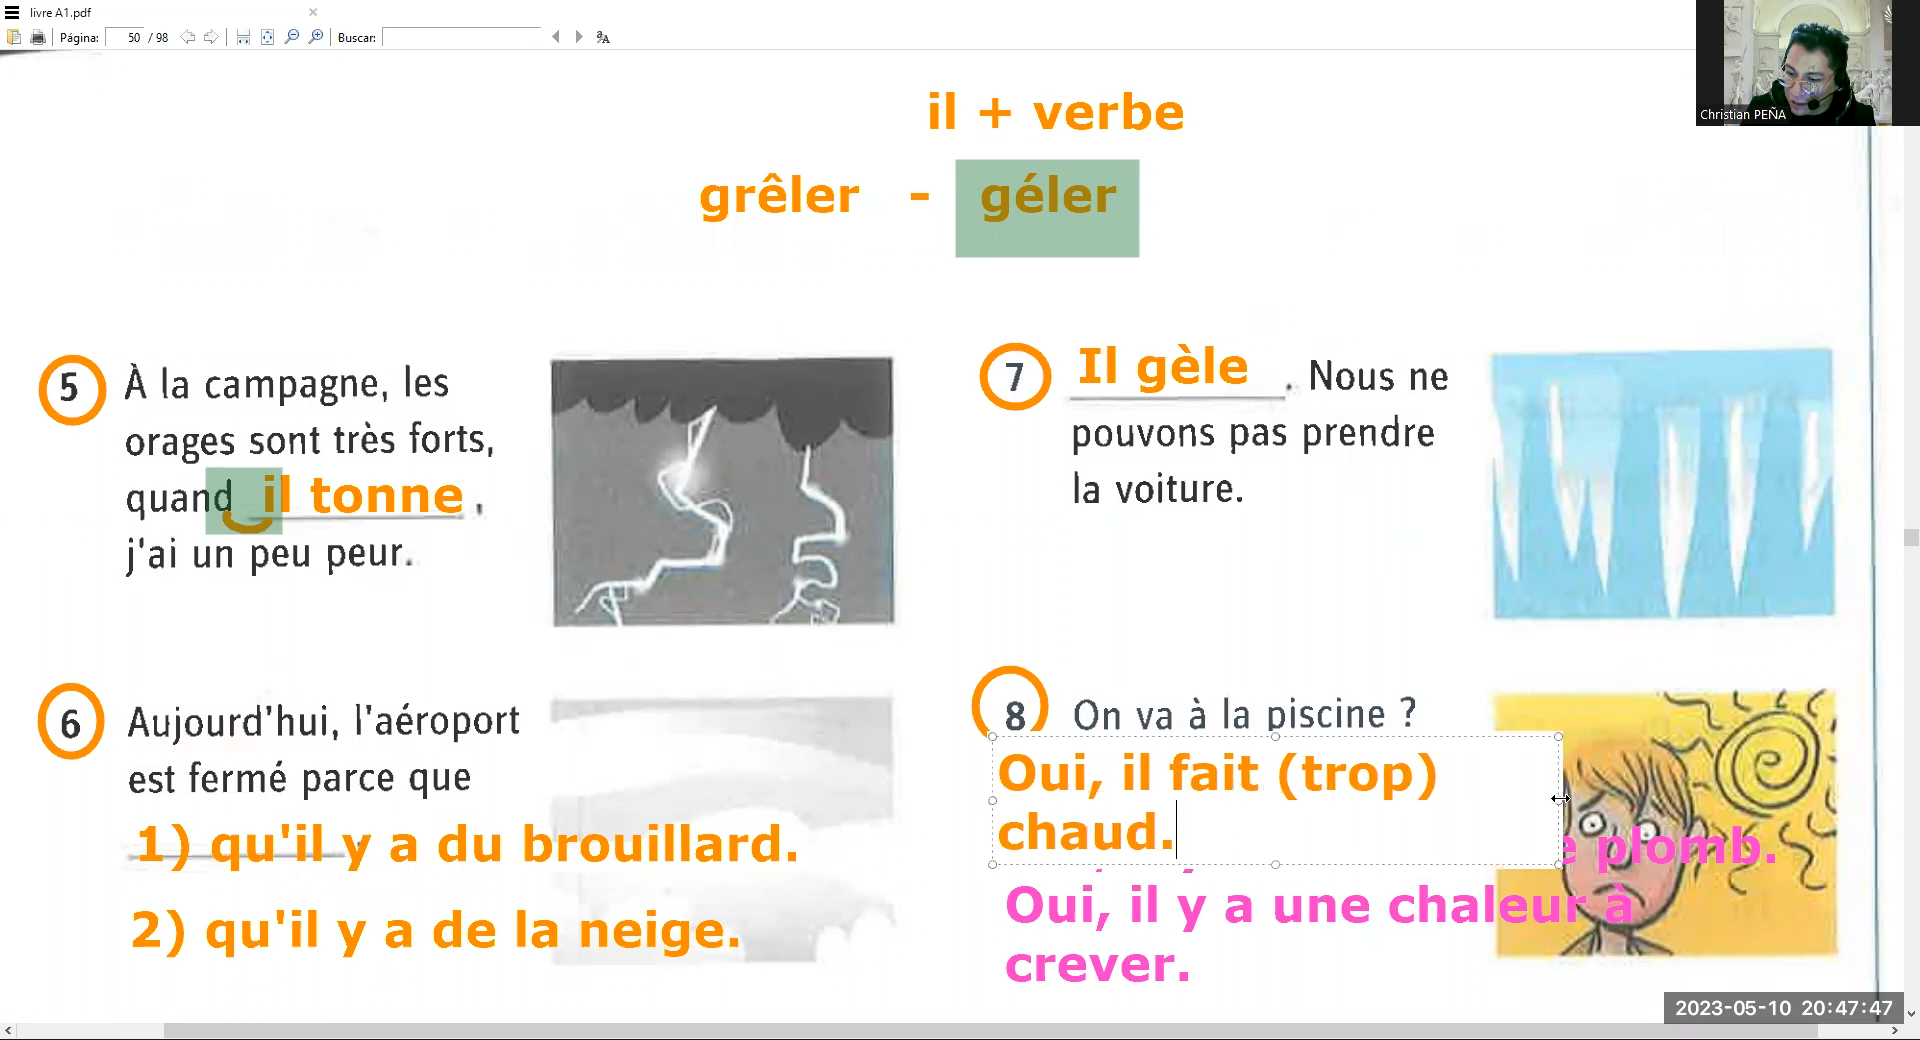 livre A1.pdf
Página: 50 / 98 Buscar:
Christian PEÑA
il + verbe
grêler - géler
5 À la campagne, les
orages sont très forts,
quand il tonne ,
j'ai un peu peur.
7 Il gèle . Nous ne
pouvons pas prendre
la voiture.
6 Aujourd'hui, l'aéroport
est fermé parce que
1) qu'il y a du brouillard.
2) qu'il y a de la neige.
8 On va à la piscine ?
Oui, il fait (trop)
chaud.
plomb.
Oui, il y a une chaleur à
crever.
2023-05-10 20:47:47